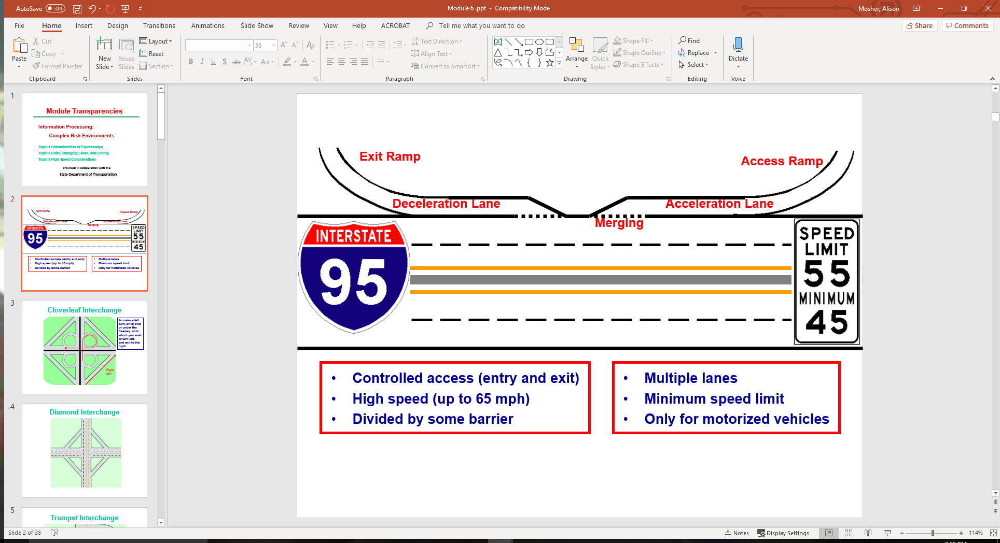 AutoSave Off
Module 6 .ppt - Compatibility Mode
Mosher, Alison
File Home Insert Design Transitions Animations Slide Show Review View Help ACROBAT Tell me what you want to do
Share Comments
Paste
Cut
Copy
Format Painter
Clipboard
New Slide
Reuse Slides
Layout
Reset
Section
Slides
36
B I U S ab AV Aa A
Font
Text Direction
Align Text
Convert to SmartArt
Paragraph
Arrange
Quick Styles
Shape Fill
Shape Outline
Shape Effects
Drawing
Find
Replace
Select
Editing
Dictate
Voice
1
Module Transparencies
Information Processing:
Complex Risk Environments
Topic 1 Characteristics of Expressways
Topic 2 Enter, Changing Lanes, and Exiting
Topic 3 High Speed Considerations
provided in cooperation with the
State Department of Transportation
2
Exit Ramp
Access Ramp
Deceleration Lane
Acceleration Lane
Merging
INTERSTATE
95
SPEED
LIMIT
55
MINIMUM
45
• Controlled access (entry and exit)
• High speed (up to 65 mph)
• Divided by some barrier
• Multiple lanes
• Minimum speed limit
• Only for motorized vehicles
3
Cloverleaf Interchange
To make a left
turn, drive over
or under the
freeway onto
which you wish
to turn left,
and exit to the
right.
Right
turn
4
Diamond Interchange
5
Trumpet Interchange
Exit Ramp
Access Ramp
Deceleration Lane
Acceleration Lane
Merging
INTERSTATE
95
SPEED
LIMIT
55
MINIMUM
45
• Controlled access (entry and exit)
• High speed (up to 65 mph)
• Divided by some barrier
• Multiple lanes
• Minimum speed limit
• Only for motorized vehicles
Slide 2 of 38
Notes Display Settings
114%